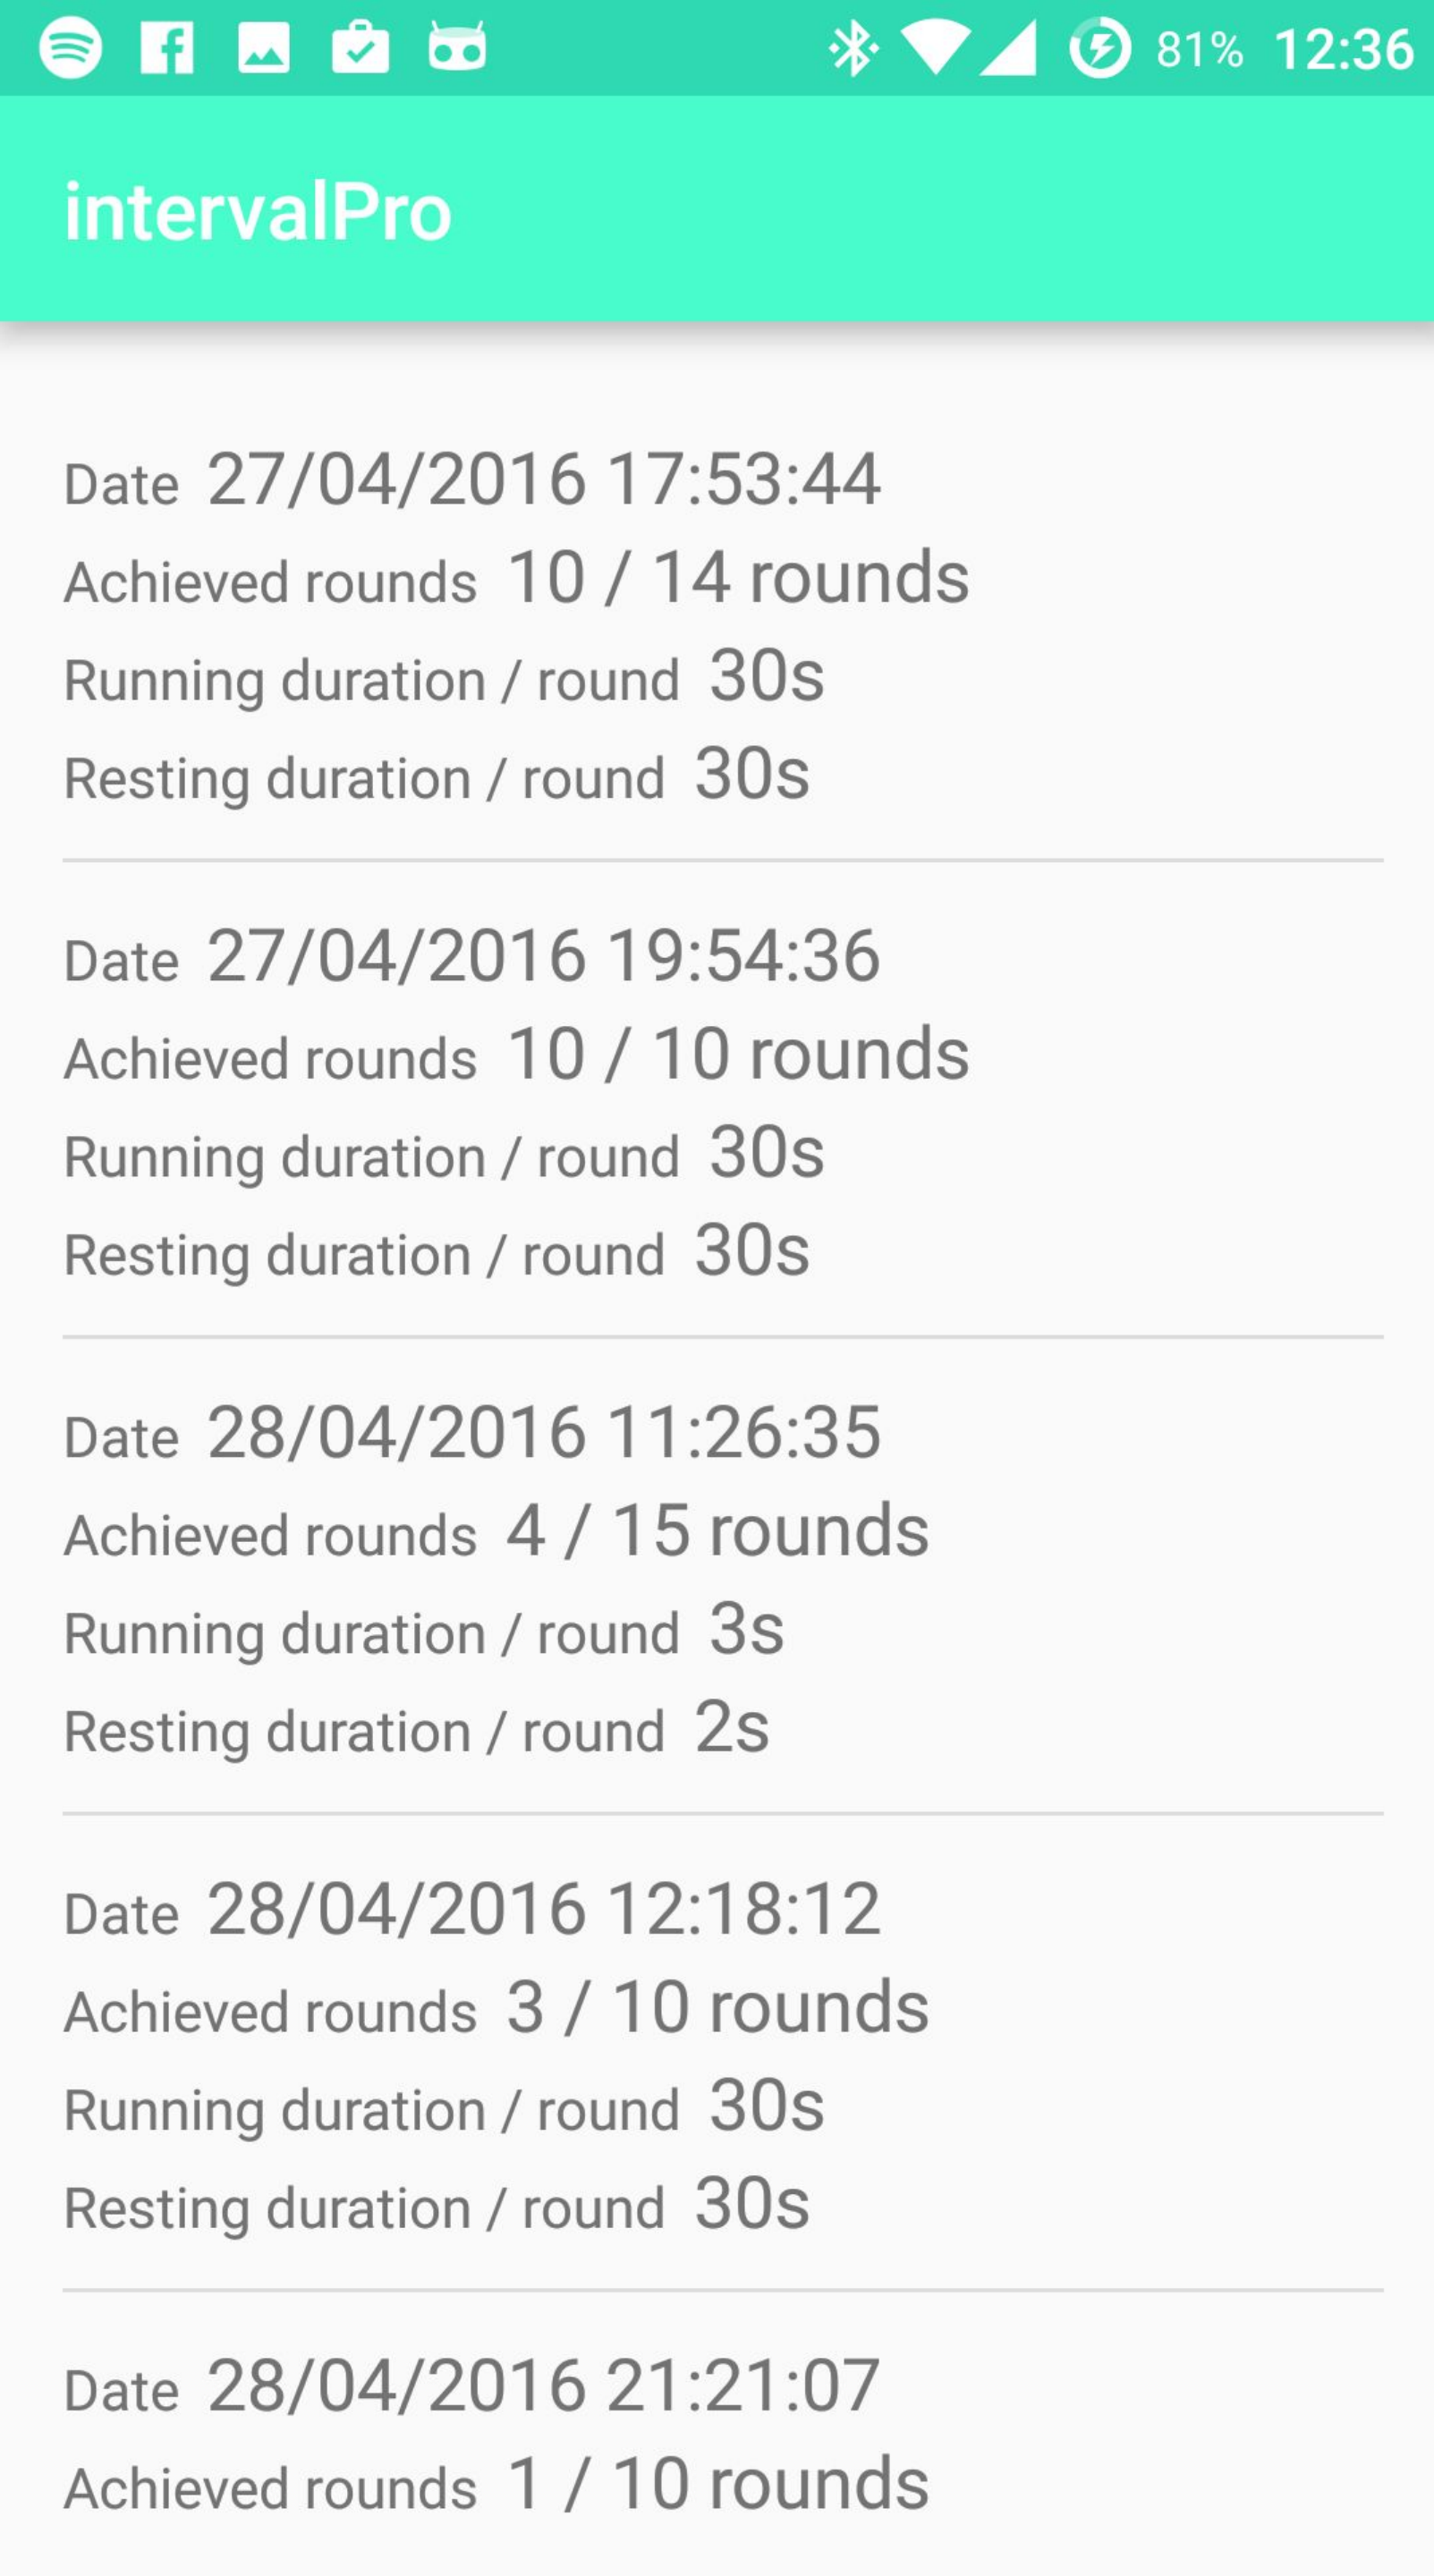 81% 12:36
intervalPro
Date 27/04/2016 17:53:44
Achieved rounds 10 / 14 rounds
Running duration / round 30s
Resting duration / round 30s
Date 27/04/2016 19:54:36
Achieved rounds 10 / 10 rounds
Running duration / round 30s
Resting duration / round 30s
Date 28/04/2016 11:26:35
Achieved rounds 4 / 15 rounds
Running duration / round 3s
Resting duration / round 2s
Date 28/04/2016 12:18:12
Achieved rounds 3 / 10 rounds
Running duration / round 30s
Resting duration / round 30s
Date 28/04/2016 21:21:07
Achieved rounds 1 / 10 rounds